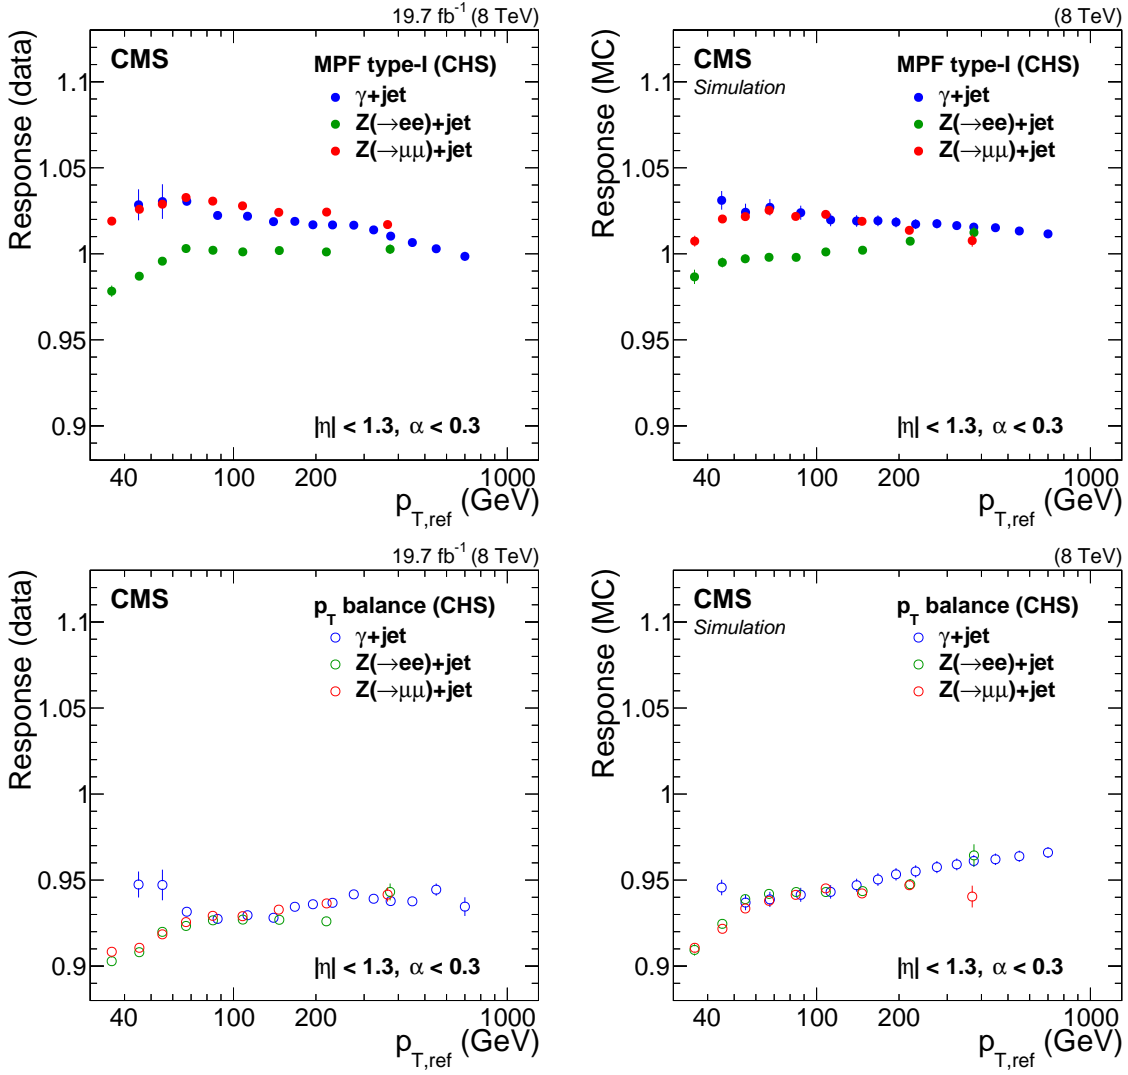 19.7 fb⁻¹ (8 TeV)
Response (data)
CMS
MPF type-I (CHS)
γ+jet
Z(→ee)+jet
Z(→μμ)+jet
1.1
1.05
1
0.95
0.9
|η| < 1.3, α < 0.3
40 100 200 1000
p_T,ref (GeV)
(8 TeV)
Response (MC)
CMS
Simulation
MPF type-I (CHS)
γ+jet
Z(→ee)+jet
Z(→μμ)+jet
1.1
1.05
1
0.95
0.9
|η| < 1.3, α < 0.3
40 100 200 1000
p_T,ref (GeV)
19.7 fb⁻¹ (8 TeV)
Response (data)
CMS
p_T balance (CHS)
γ+jet
Z(→ee)+jet
Z(→μμ)+jet
1.1
1.05
1
0.95
0.9
|η| < 1.3, α < 0.3
40 100 200 1000
p_T,ref (GeV)
(8 TeV)
Response (MC)
CMS
Simulation
p_T balance (CHS)
γ+jet
Z(→ee)+jet
Z(→μμ)+jet
1.1
1.05
1
0.95
0.9
|η| < 1.3, α < 0.3
40 100 200 1000
p_T,ref (GeV)